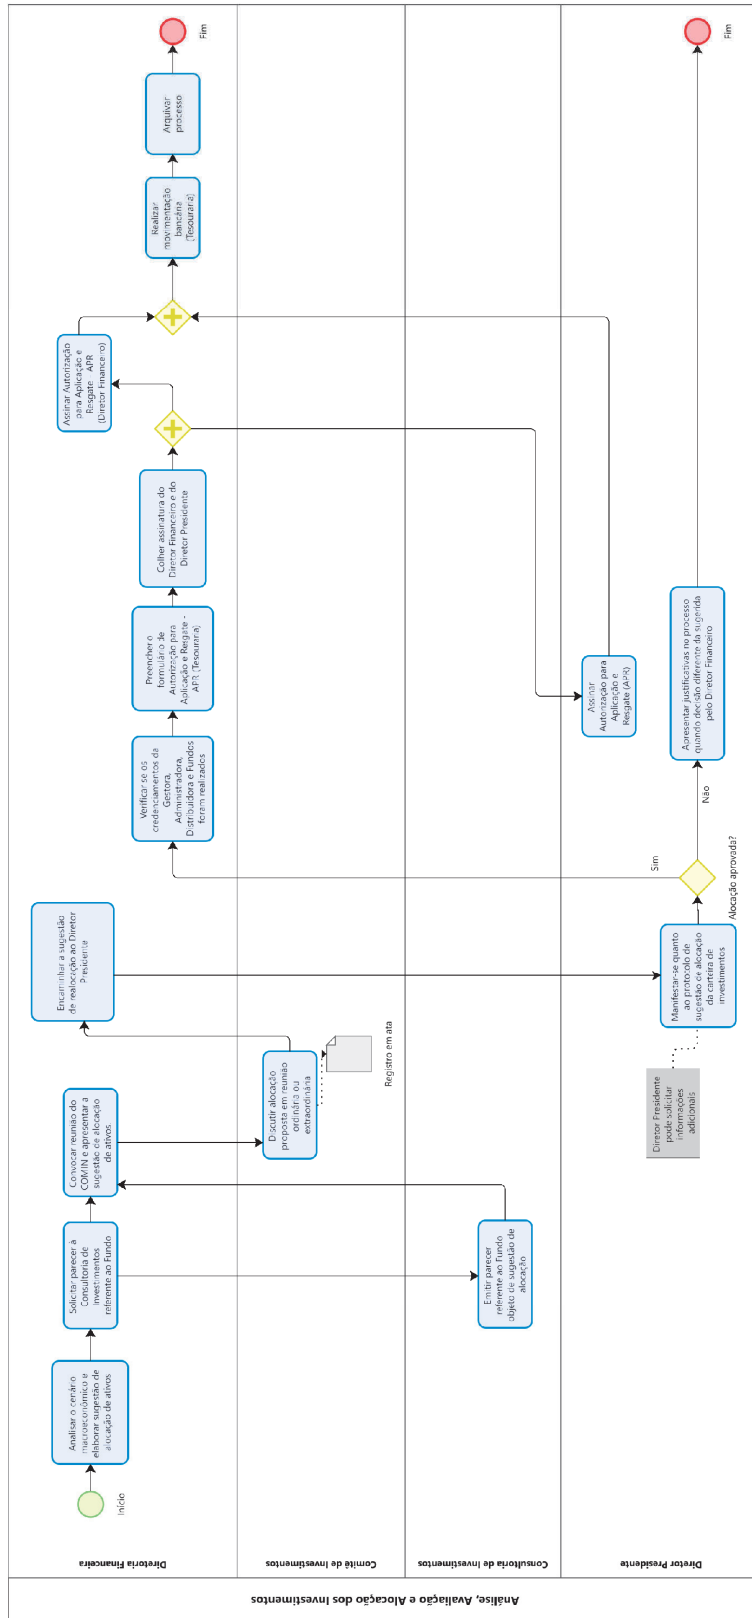 Análise, Avaliação e Alocação dos Investimentos
Diretoria Financeira
Início
Analisar o cenário
macroeconômico e
elaborar sugestão de
alocação de ativos
Solicitar parecer à
Consultoria de
Investimentos
referente ao Fundo
Convocar reunião do
COMIN e apresentar a
sugestão de alocação
de ativos.
Encaminhar a sugestão
de realocação ao Diretor
Presidente
Verificar se os
credenciamentos da
Gestora,
Administradora,
Distribuidora e Fundos
foram realizados
Preencher o
formulário de
Autorização para
Aplicação e Resgate -
APR (Tesouraria)
Colher assinatura do
Diretor Financeiro e do
Diretor Presidente
Assinar Autorização
para Aplicação e
Resgate - APR
(Diretor Financeiro)
Realizar
movimentação
bancária
(Tesouraria)
Arquivar
processo
Fim
Comitê de Investimentos
Discutir alocação
proposta em reunião
ordinária ou
extraordinária
Registro em ata
Consultoria de Investimentos
Emitir parecer
referente ao Fundo
objeto de sugestão de
alocação
Diretor Presidente
Diretor Presidente
pode solicitar
informações
adicionais
Manifestar-se quanto
ao protocolo de
sugestão de alocação
da carteira de
investimentos
Alocação aprovada?
Sim
Não
Assinar
Autorização para
Aplicação e
Resgate (APR)
Apresentar justificativas no processo
quando decisão diferente da sugerida
pelo Diretor Financeiro
Fim